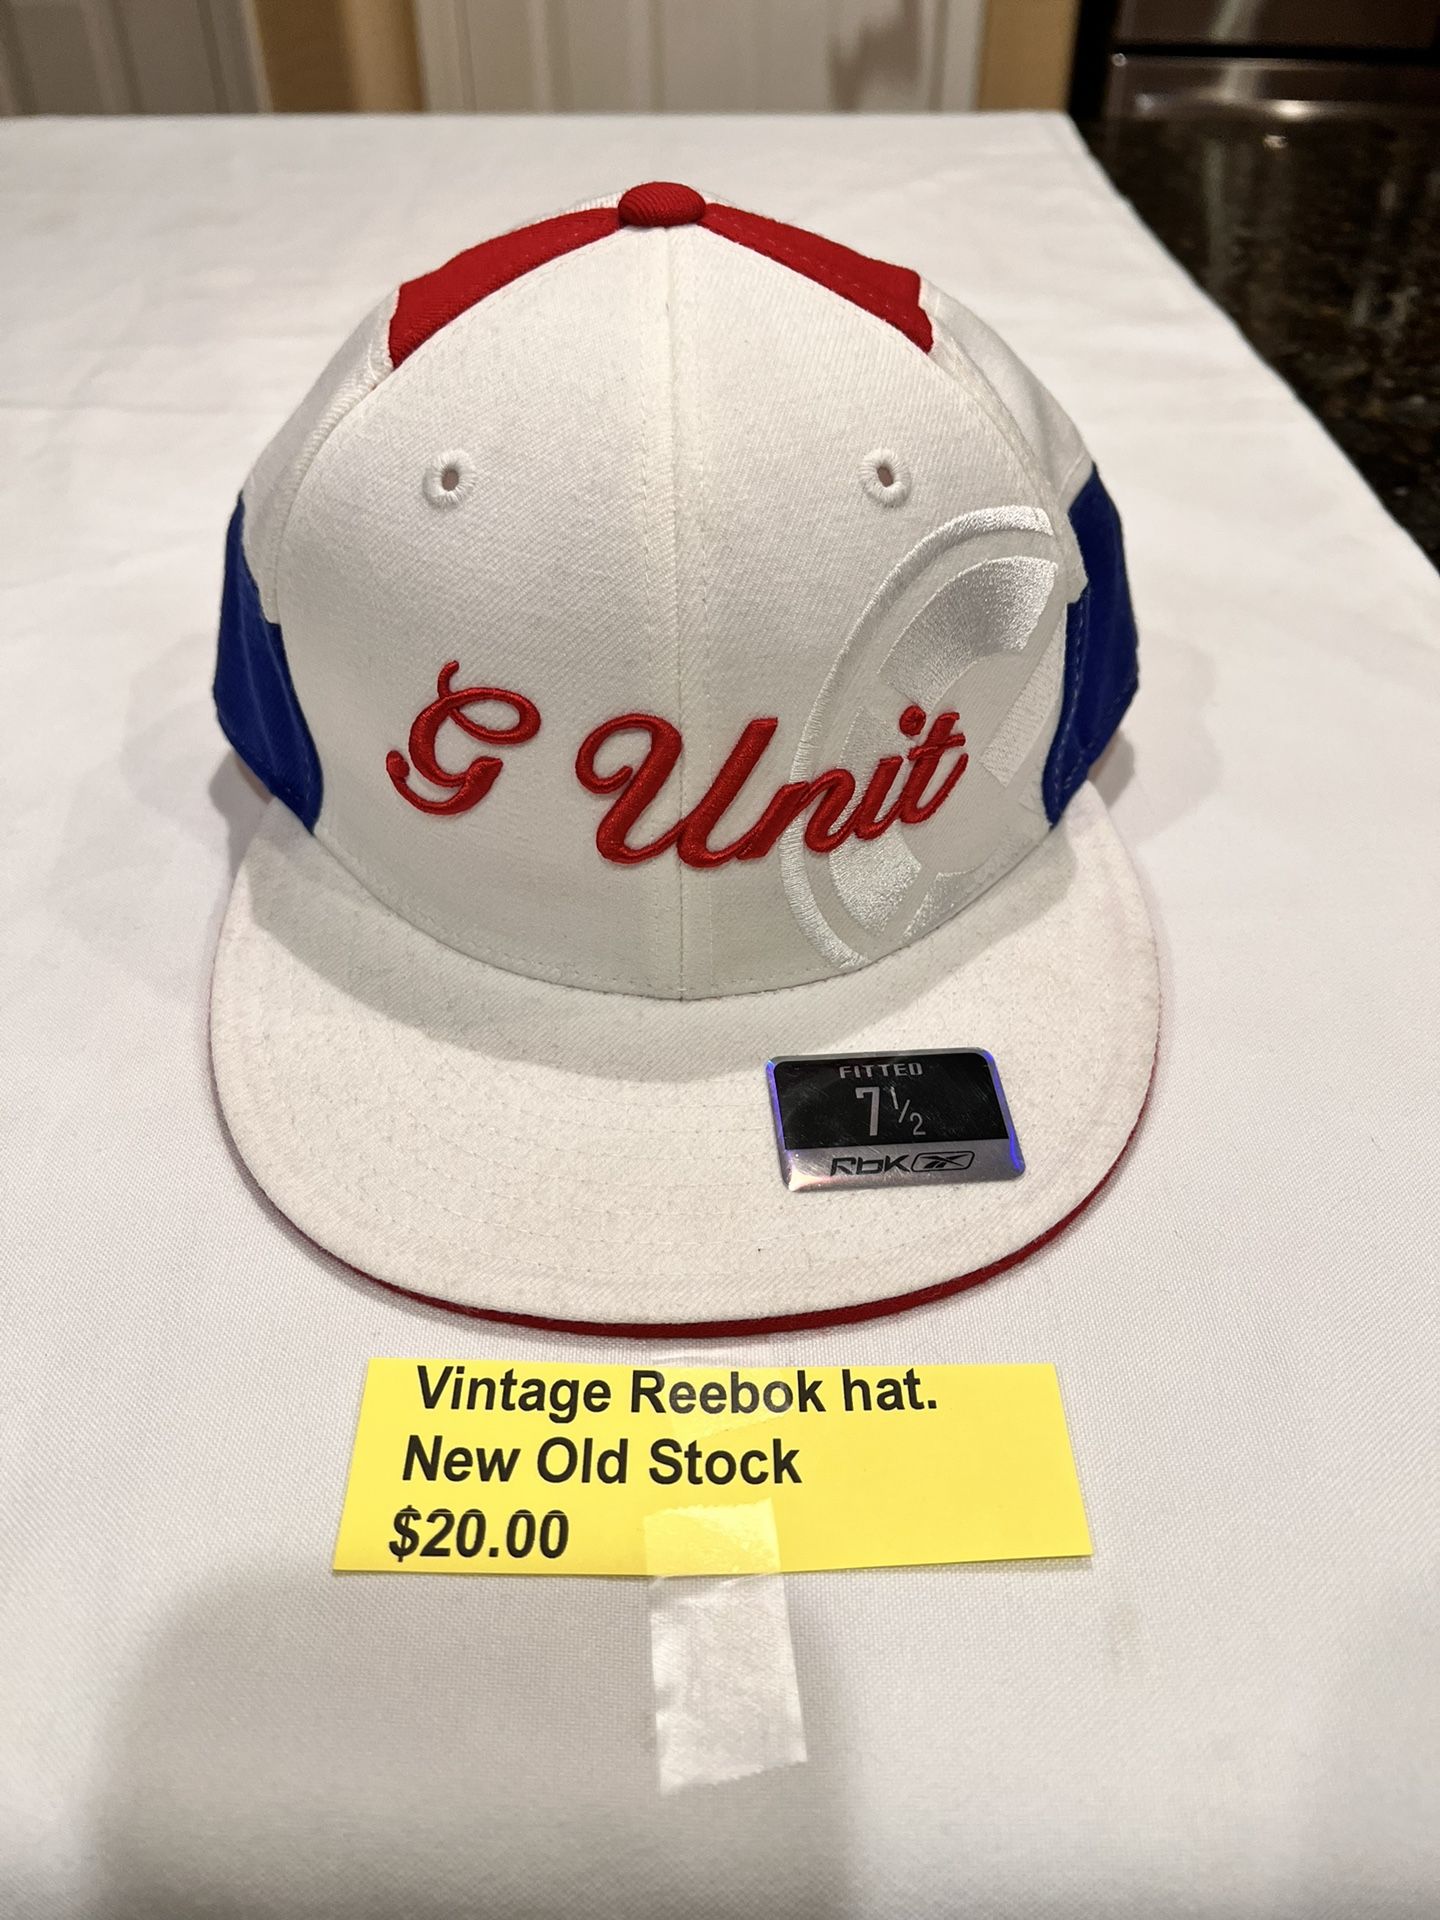 G Unit
FITTED
7 1/2
RbK
Vintage Reebok hat.
New Old Stock
$20.00